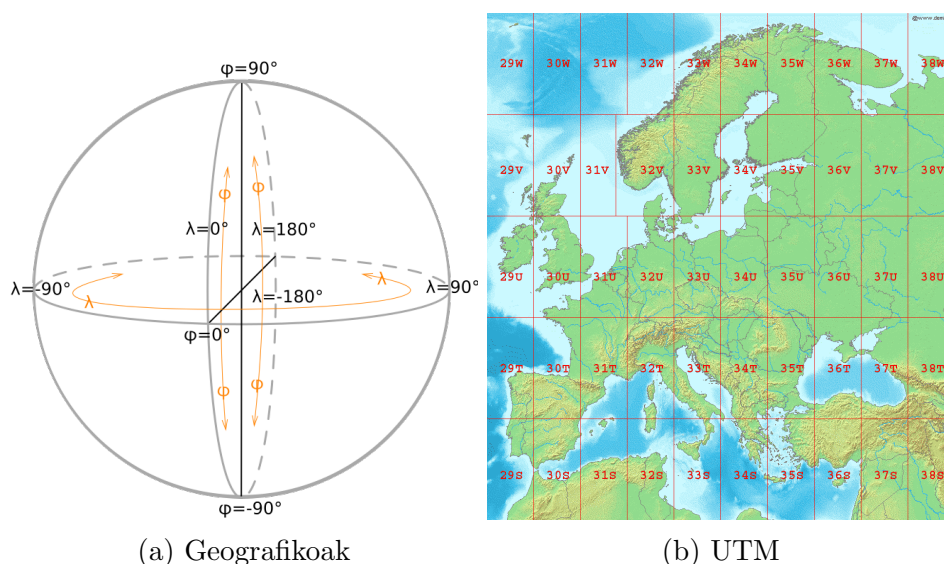 φ=90°
φ φ
λ=0° λ=180°
λ=-90° λ λ λ=90°
λ=-180°
φ=0°
φ φ
φ=-90°
(a) Geografikoak
29W 30W 31W 32W 33W 34W 35W 36W 37W 38W
29V 30V 31V 32V 33V 34V 35V 36V 37V 38V
29U 30U 31U 32U 33U 34U 35U 36U 37U 38U
29T 30T 31T 32T 33T 34T 35T 36T 37T 38T
29S 30S 31S 32S 33S 34S 35S 36S 37S 38S
(b) UTM